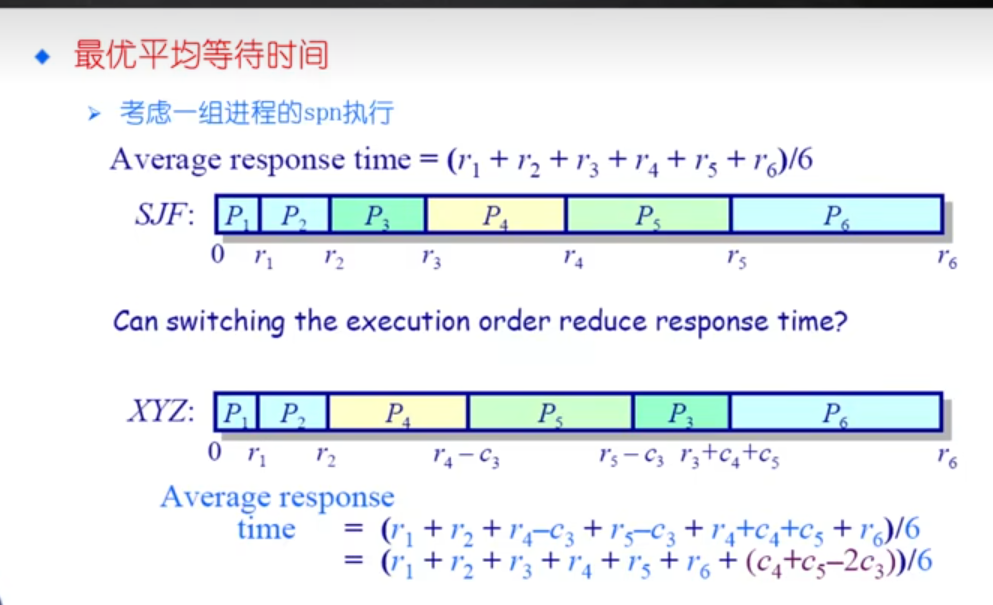 最优平均等待时间
考虑一组进程的spn执行
Average response time = (r₁ + r₂ + r₃ + r₄ + r₅ + r₆)/6
SJF: P₁ P₂ P₃ P₄ P₅ P₆
0 r₁ r₂ r₃ r₄ r₅ r₆
Can switching the execution order reduce response time?
XYZ: P₁ P₂ P₄ P₅ P₃ P₆
0 r₁ r₂ r₄–c₃ r₅–c₃ r₃+c₄+c₅ r₆
Average response
time = (r₁ + r₂ + r₄–c₃ + r₅–c₃ + r₄+c₄+c₅ + r₆)/6
= (r₁ + r₂ + r₃ + r₄ + r₅ + r₆ + (c₄+c₅–2c₃))/6